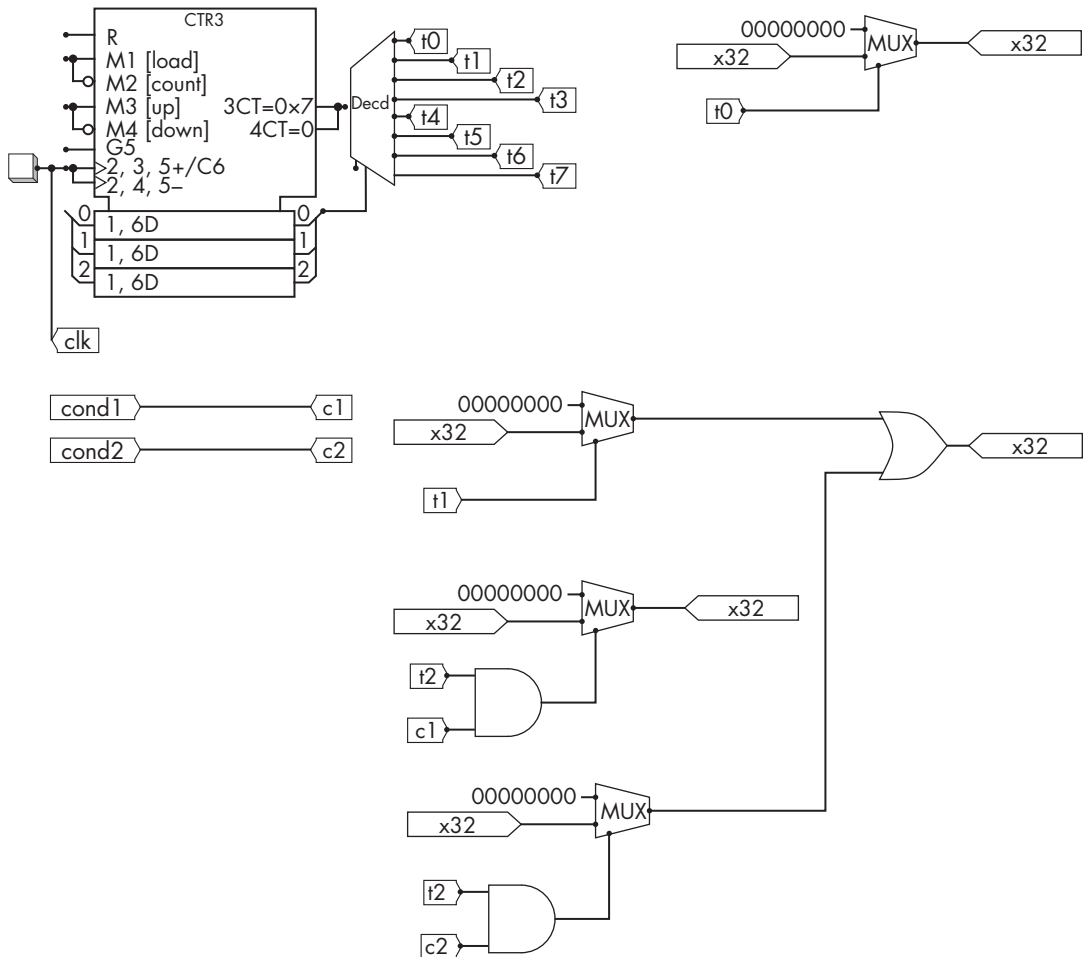 CTR3
R
M1 [load]
M2 [count]
M3 [up]
M4 [down]
G5
2, 3, 5+/C6
2, 4, 5–
3CT=0x7
4CT=0
0
1, 6D
0
1
1, 6D
1
2
1, 6D
2
Decd
t0
t1
t2
t3
t4
t5
t6
t7
clk
00000000
x32
MUX
x32
t0
cond1
c1
cond2
c2
00000000
x32
MUX
t1
x32
00000000
x32
MUX
x32
t2
c1
00000000
x32
MUX
t2
c2